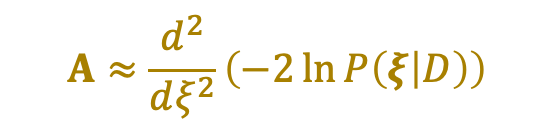 𝐀 ≈ d²/dξ² (−2 ln P(𝝃|D))